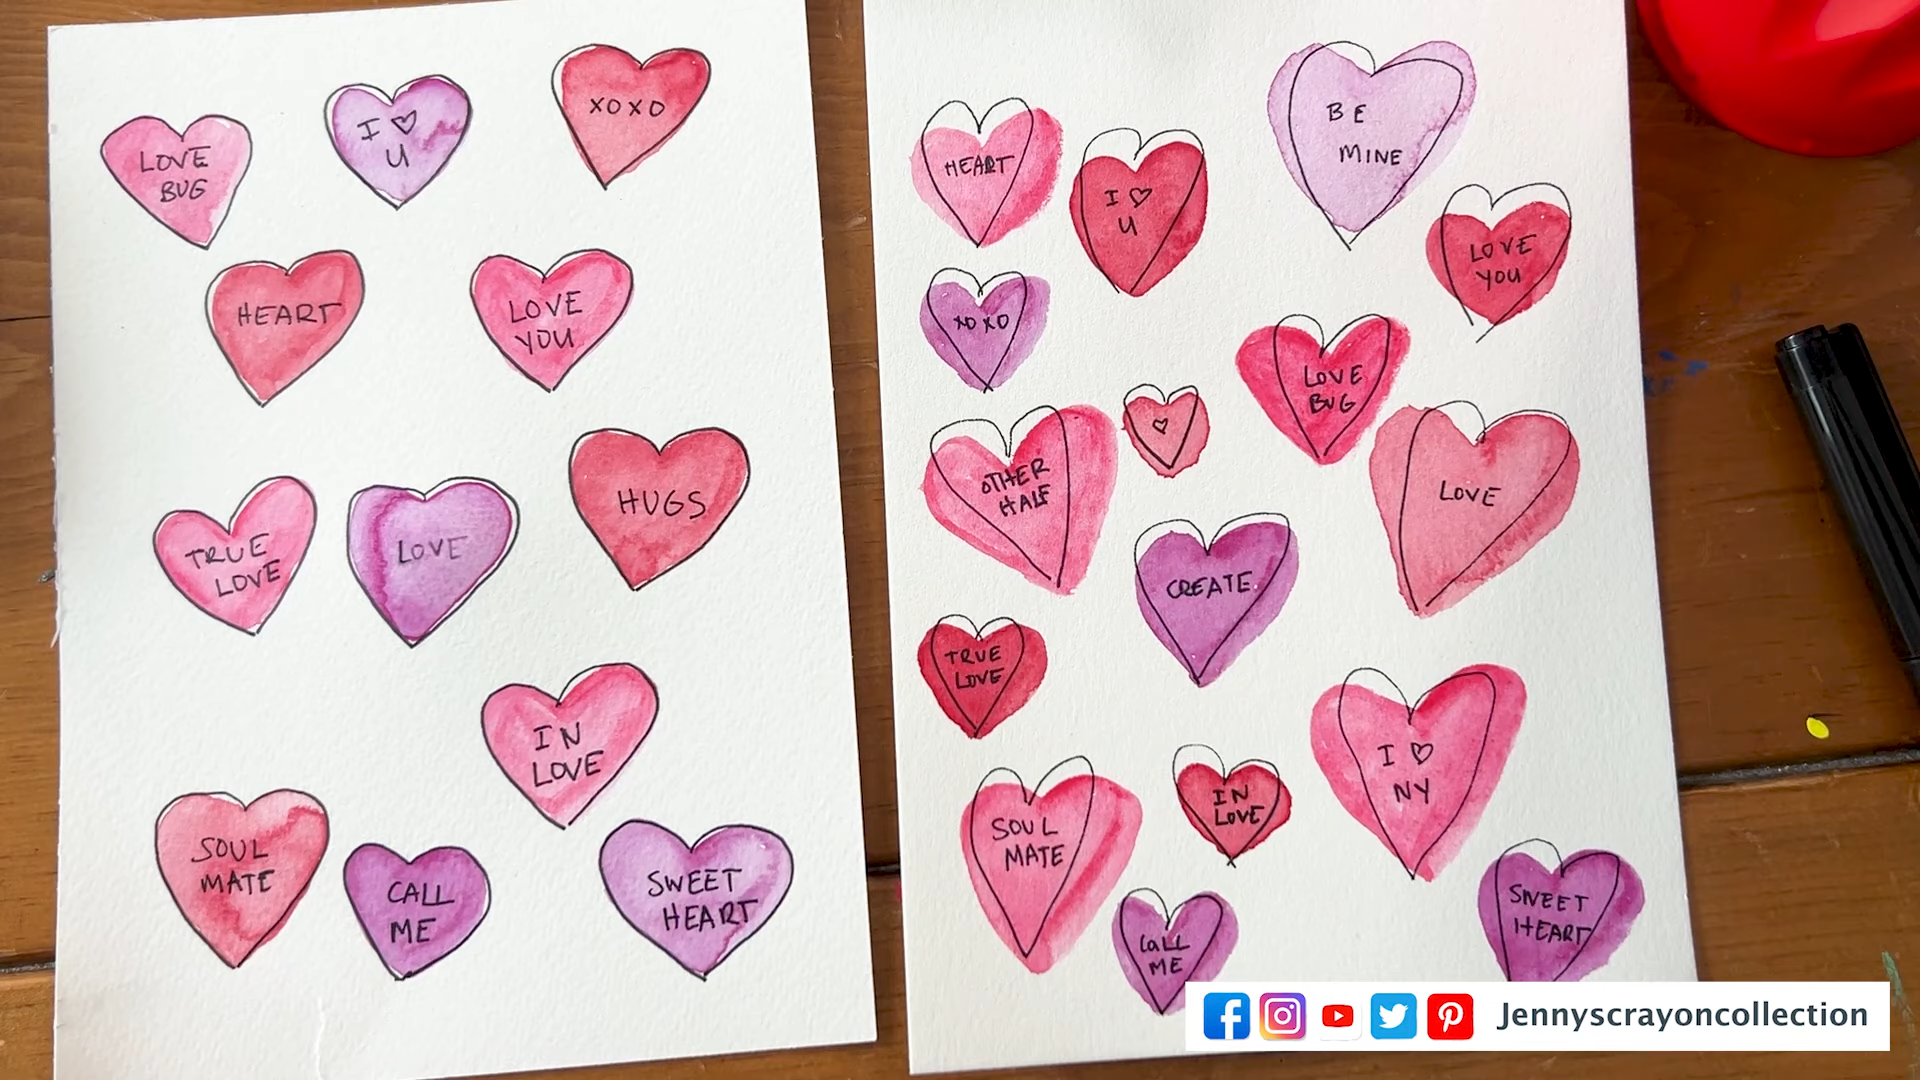 LOVE
BUG
I ♡
U
XOXO
HEART
LOVE
YOU
TRUE
LOVE
LOVE
HUGS
IN
LOVE
SOUL
MATE
CALL
ME
SWEET
HEART
HEART
I ♡
U
BE
MINE
LOVE
YOU
XOXO
LOVE
BUG
♡
OTHER
HALF
LOVE
CREATE
TRUE
LOVE
I ♡
NY
SOUL
MATE
IN
LOVE
CALL
ME
SWEET
HEART
Jennyscrayoncollection